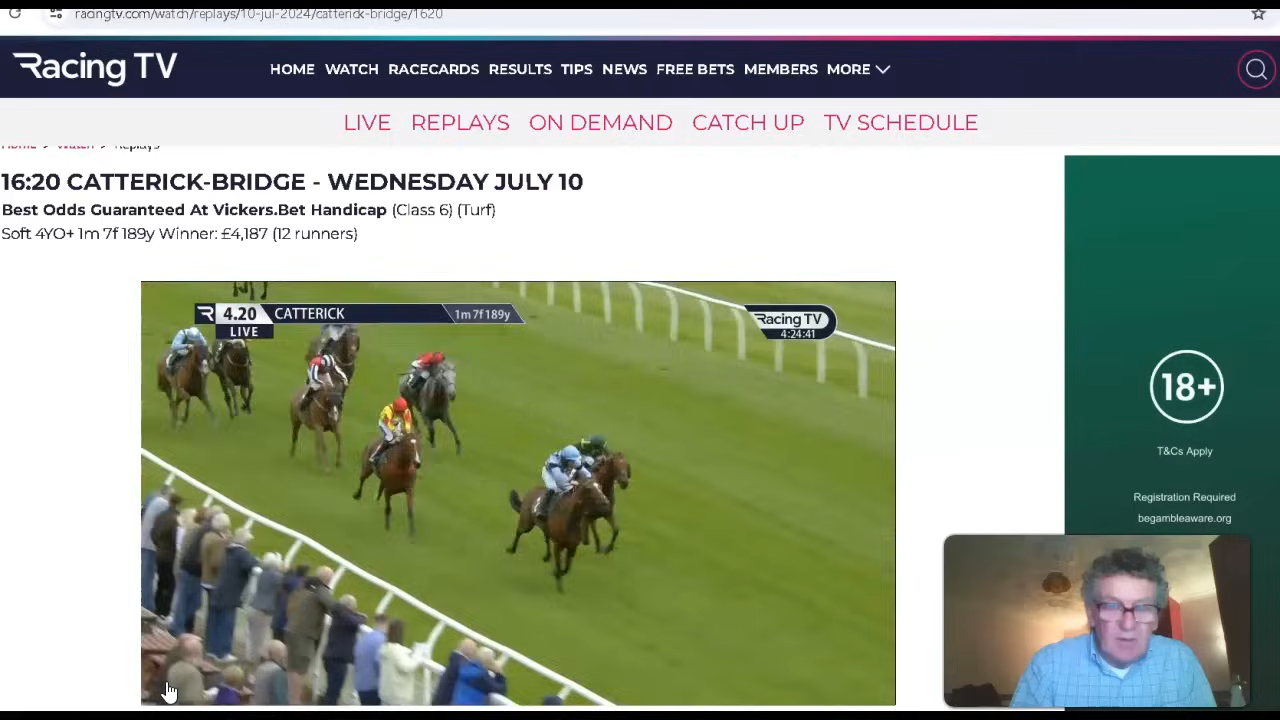 racingtv.com/watch/replays/10-jul-2024/catterick-bridge/1620
Racing TV
HOME WATCH RACECARDS RESULTS TIPS NEWS FREE BETS MEMBERS MORE
LIVE REPLAYS ON DEMAND CATCH UP TV SCHEDULE
Home > Watch > Replays
16:20 CATTERICK-BRIDGE - WEDNESDAY JULY 10
Best Odds Guaranteed At Vickers.Bet Handicap (Class 6) (Turf)
Soft 4YO+ 1m 7f 189y Winner: £4,187 (12 runners)
R 4.20 CATTERICK 1m 7f 189y
LIVE
Racing TV
4:24:41
18+
T&Cs Apply
Registration Required
begambleaware.org